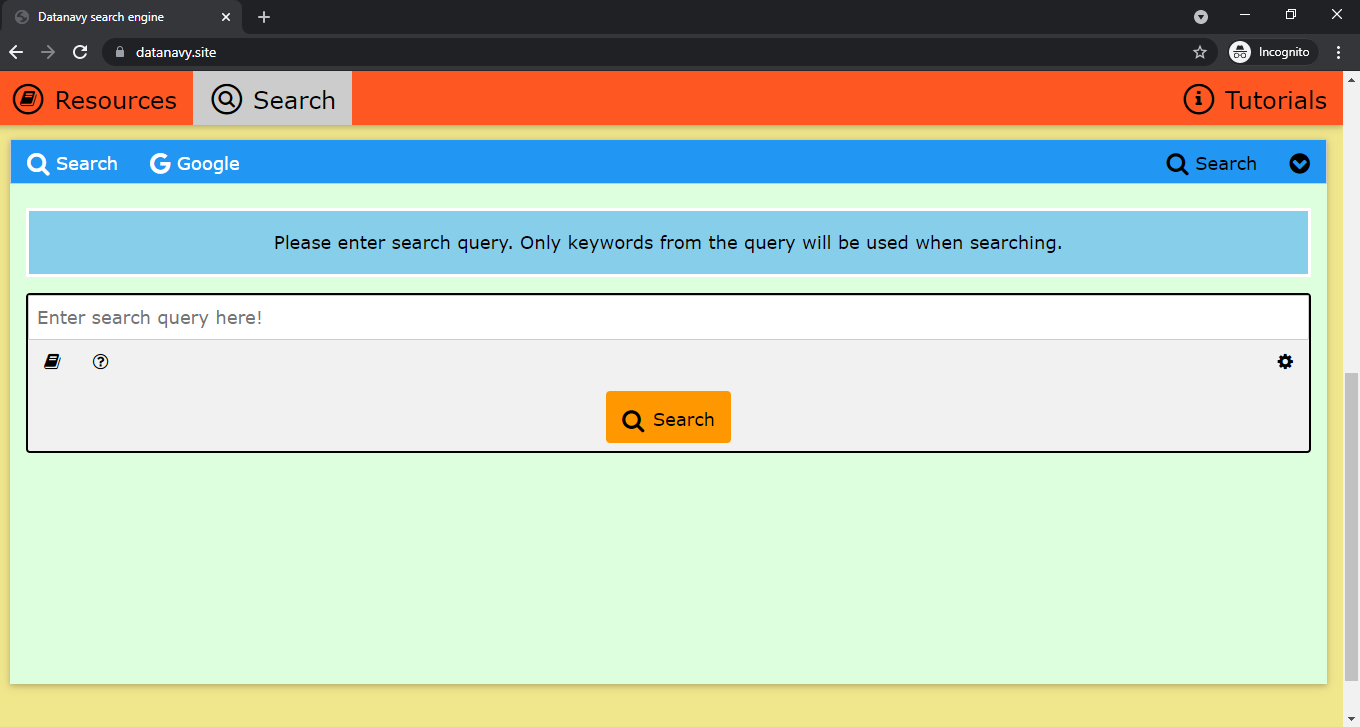 Datanavy search engine
datanavy.site
Incognito
Resources
Search
Tutorials
Search
Google
Search
Please enter search query. Only keywords from the query will be used when searching.
Enter search query here!
Search